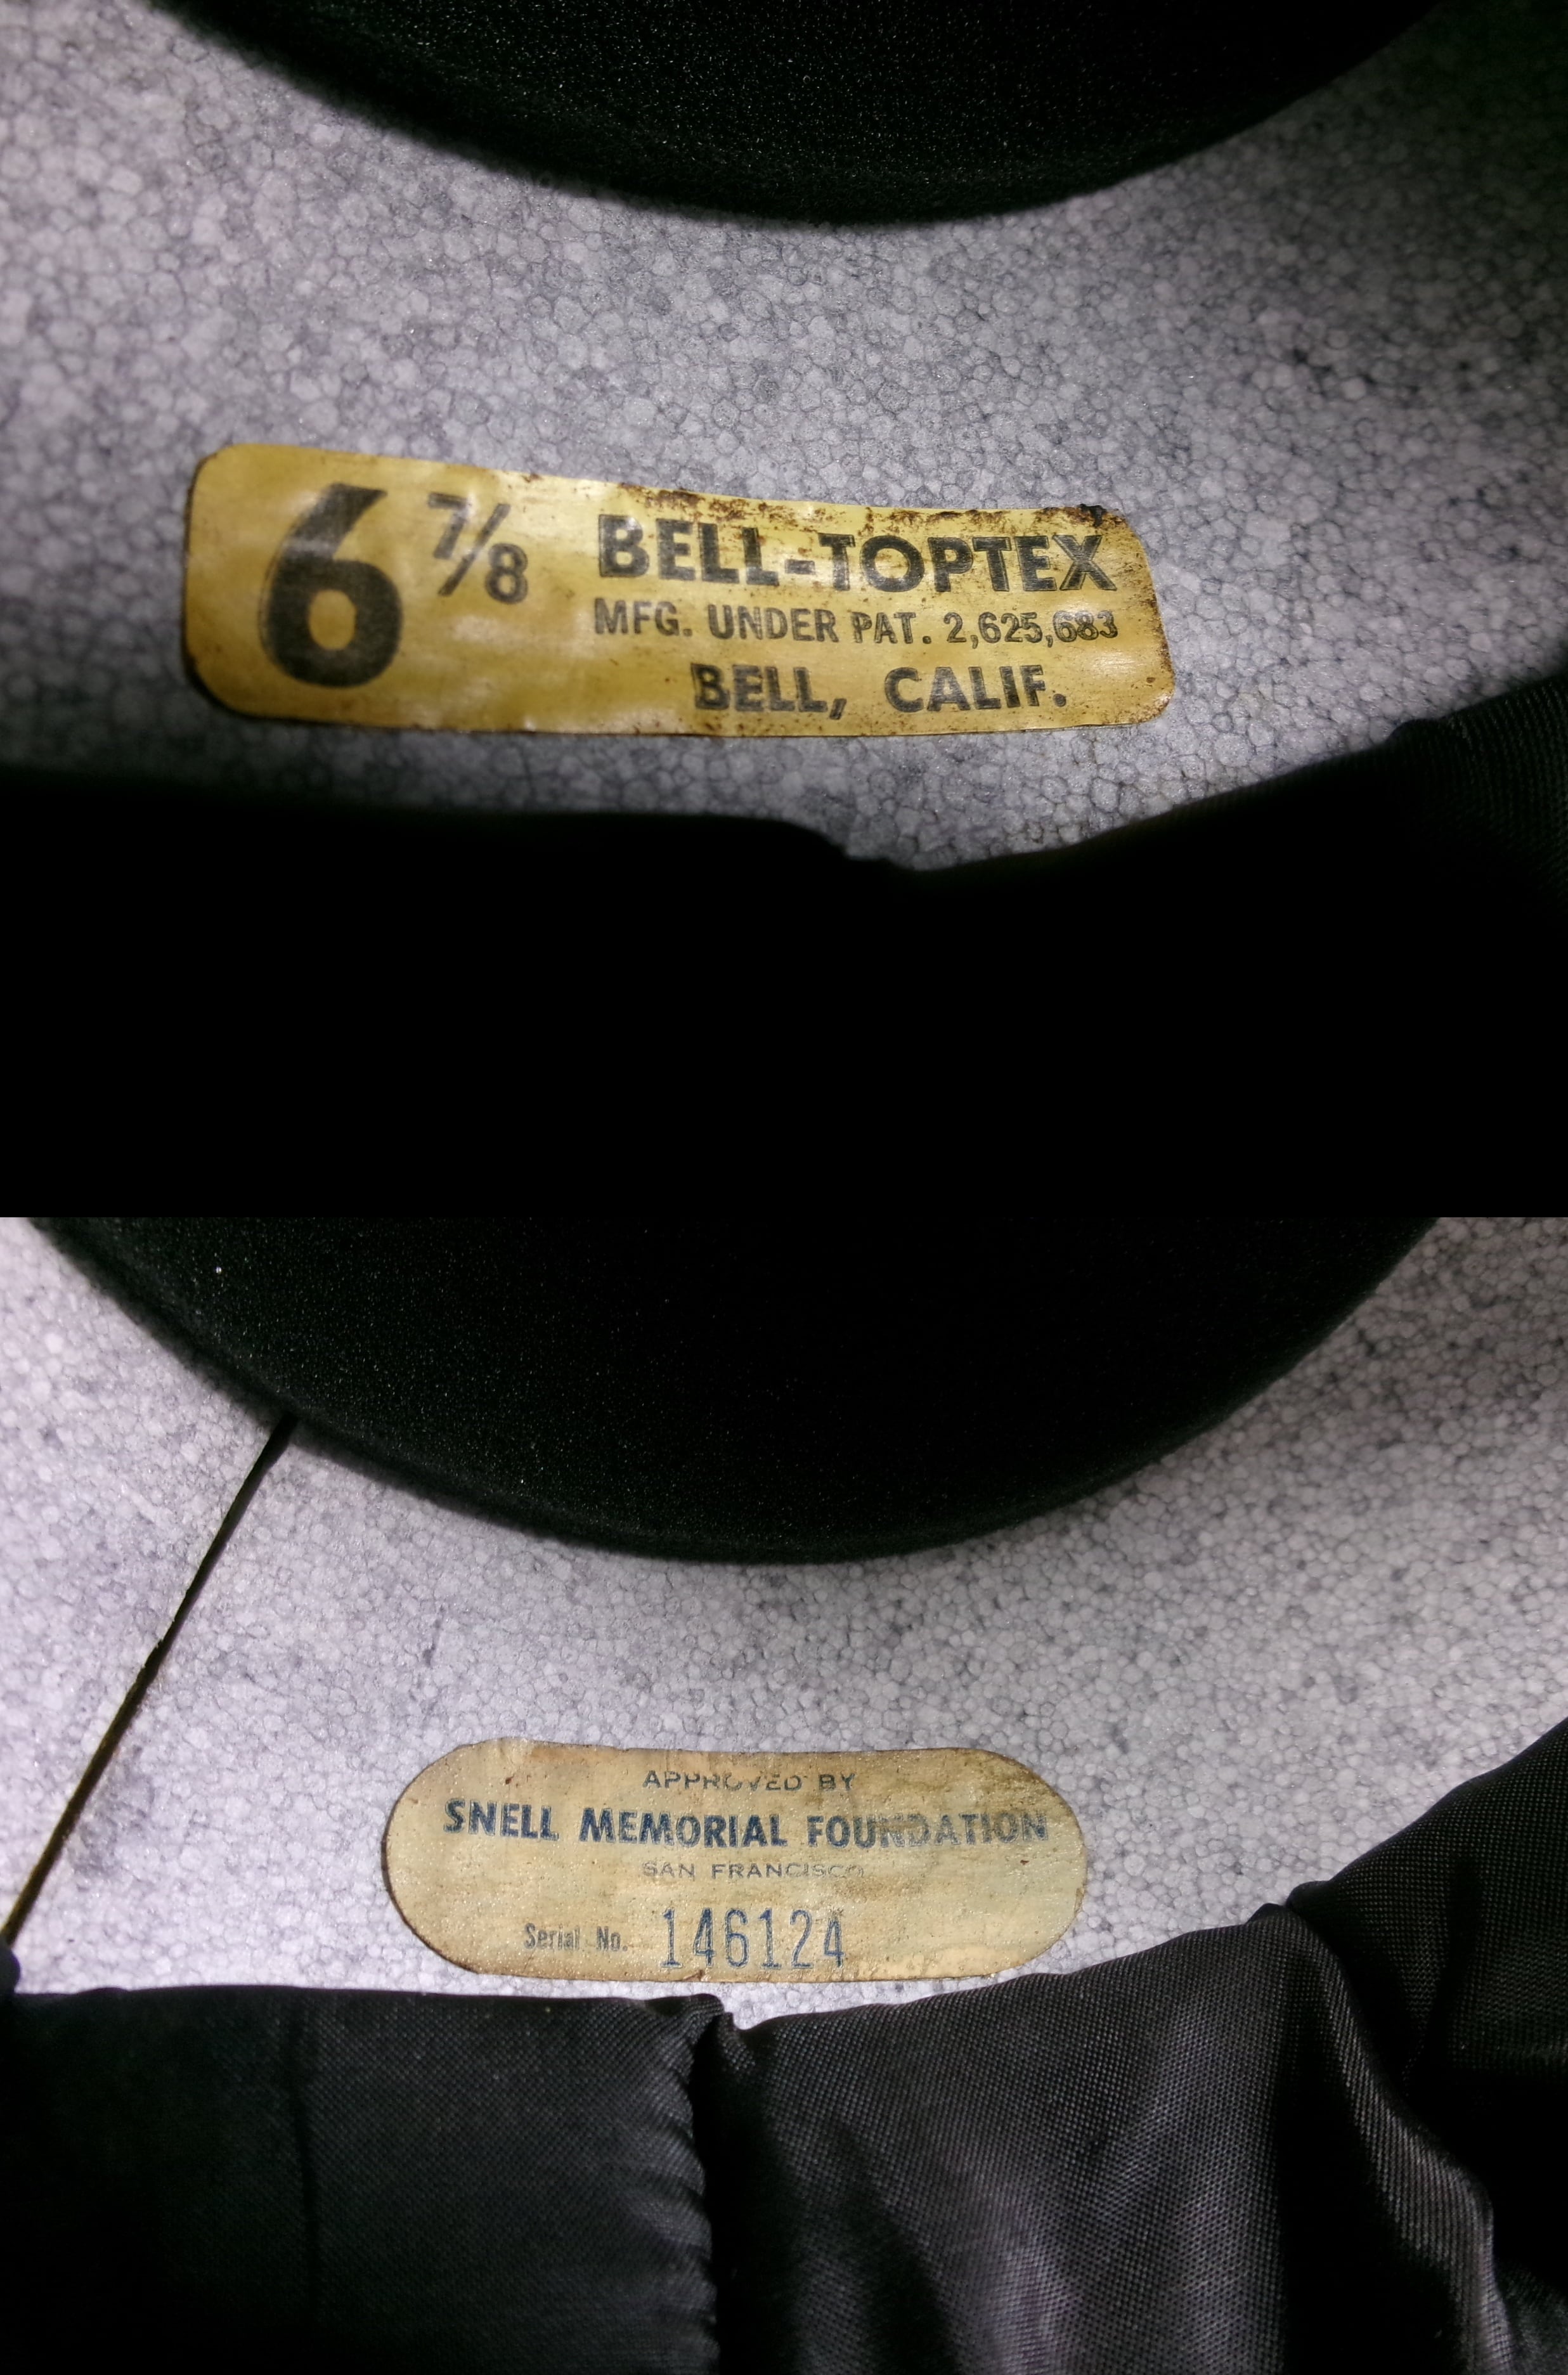 6 7/8 BELL-TOPTEX
MFG. UNDER PAT. 2,625,683
BELL, CALIF.
APPROVED BY
SNELL MEMORIAL FOUNDATION
SAN FRANCISCO
Serial No. 146124